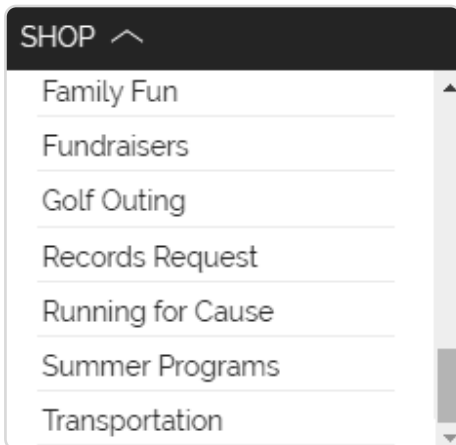 SHOP
Family Fun
Fundraisers
Golf Outing
Records Request
Running for Cause
Summer Programs
Transportation